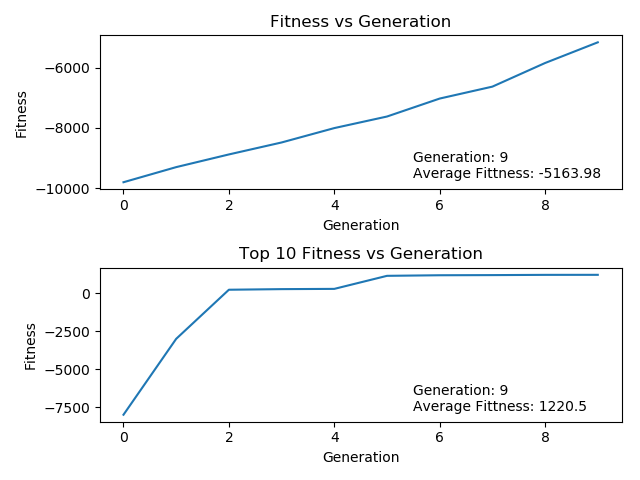 Fitness vs Generation
Fitness
−6000
−8000
−10000
Generation: 9
Average Fittness: -5163.98
0 2 4 6 8
Generation
Top 10 Fitness vs Generation
Fitness
0
−2500
−5000
−7500
Generation: 9
Average Fittness: 1220.5
0 2 4 6 8
Generation